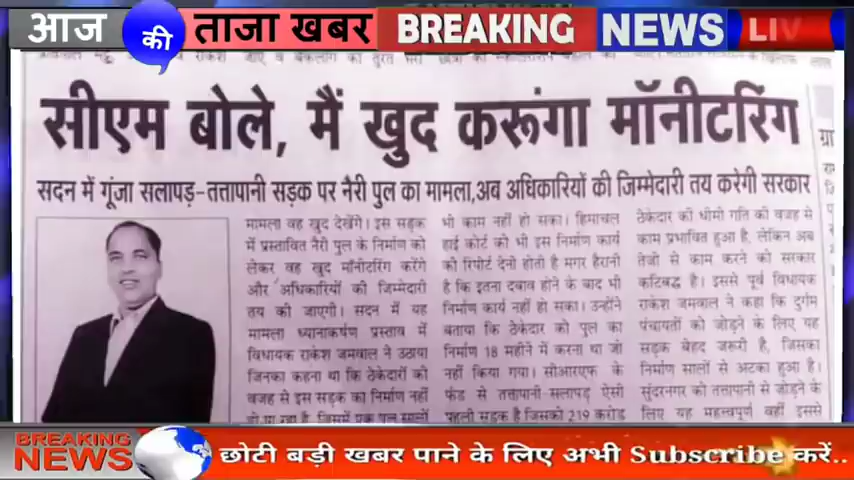 आज की ताजा खबर BREAKING NEWS LIV
सीएम बोले, मैं खुद करूंगा मॉनीटरिंग
सदन में गूंजा सलापड़-तत्तापानी सड़क पर नैरी पुल का मामला,अब अधिकारियों की जिम्मेदारी तय करेगी सरकार
मामला वह खुद देखेंगे। इस सड़क
में प्रस्तावित नैरी पुल के निर्माण को
लेकर वह खुद मॉनीटरिंग करेंगे
और अधिकारियों की जिम्मेदारी
तय की जाएगी। सदन में यह
मामला ध्यानाकर्षण प्रस्ताव में
विधायक राकेश जमवाल ने उठाया
जिनका कहना था कि ठेकेदारों की
वजह से इस सड़क का निर्माण नहीं
हो पा रहा है, जिसमें एक पुल सालों
भी काम नहीं हो सका। हिमाचल
हाई कोर्ट को भी इस निर्माण कार्य
की रिपोर्ट देनी होती है मगर हैरानी
है कि इतना दबाव होने के बाद भी
निर्माण कार्य नहीं हो सका। उन्होंने
बताया कि ठेकेदार को पुल का
निर्माण 18 महीने में करना था जो
नहीं किया गया। सीआरएफ के
फंड से तत्तापानी-सलापड़ ऐसी
पहली सड़क है जिसको 219 करोड़
ठेकेदार की धीमी गति की वजह से
काम प्रभावित हुआ है, लेकिन अब
तेजी से काम करने को सरकार
कटिबद्ध है। इससे पूर्व विधायक
राकेश जमवाल ने कहा कि दुर्गम
पंचायतों को जोड़ने के लिए यह
सड़क बेहद जरूरी है, जिसका
निर्माण सालों से अटका हुआ है।
सुंदरनगर को तत्तापानी से जोड़ने के
लिए यह महत्वपूर्ण वहीं इससे
ग्रा
BREAKING
NEWS
छोटी बड़ी खबर पाने के लिए अभी Subscribe करें..